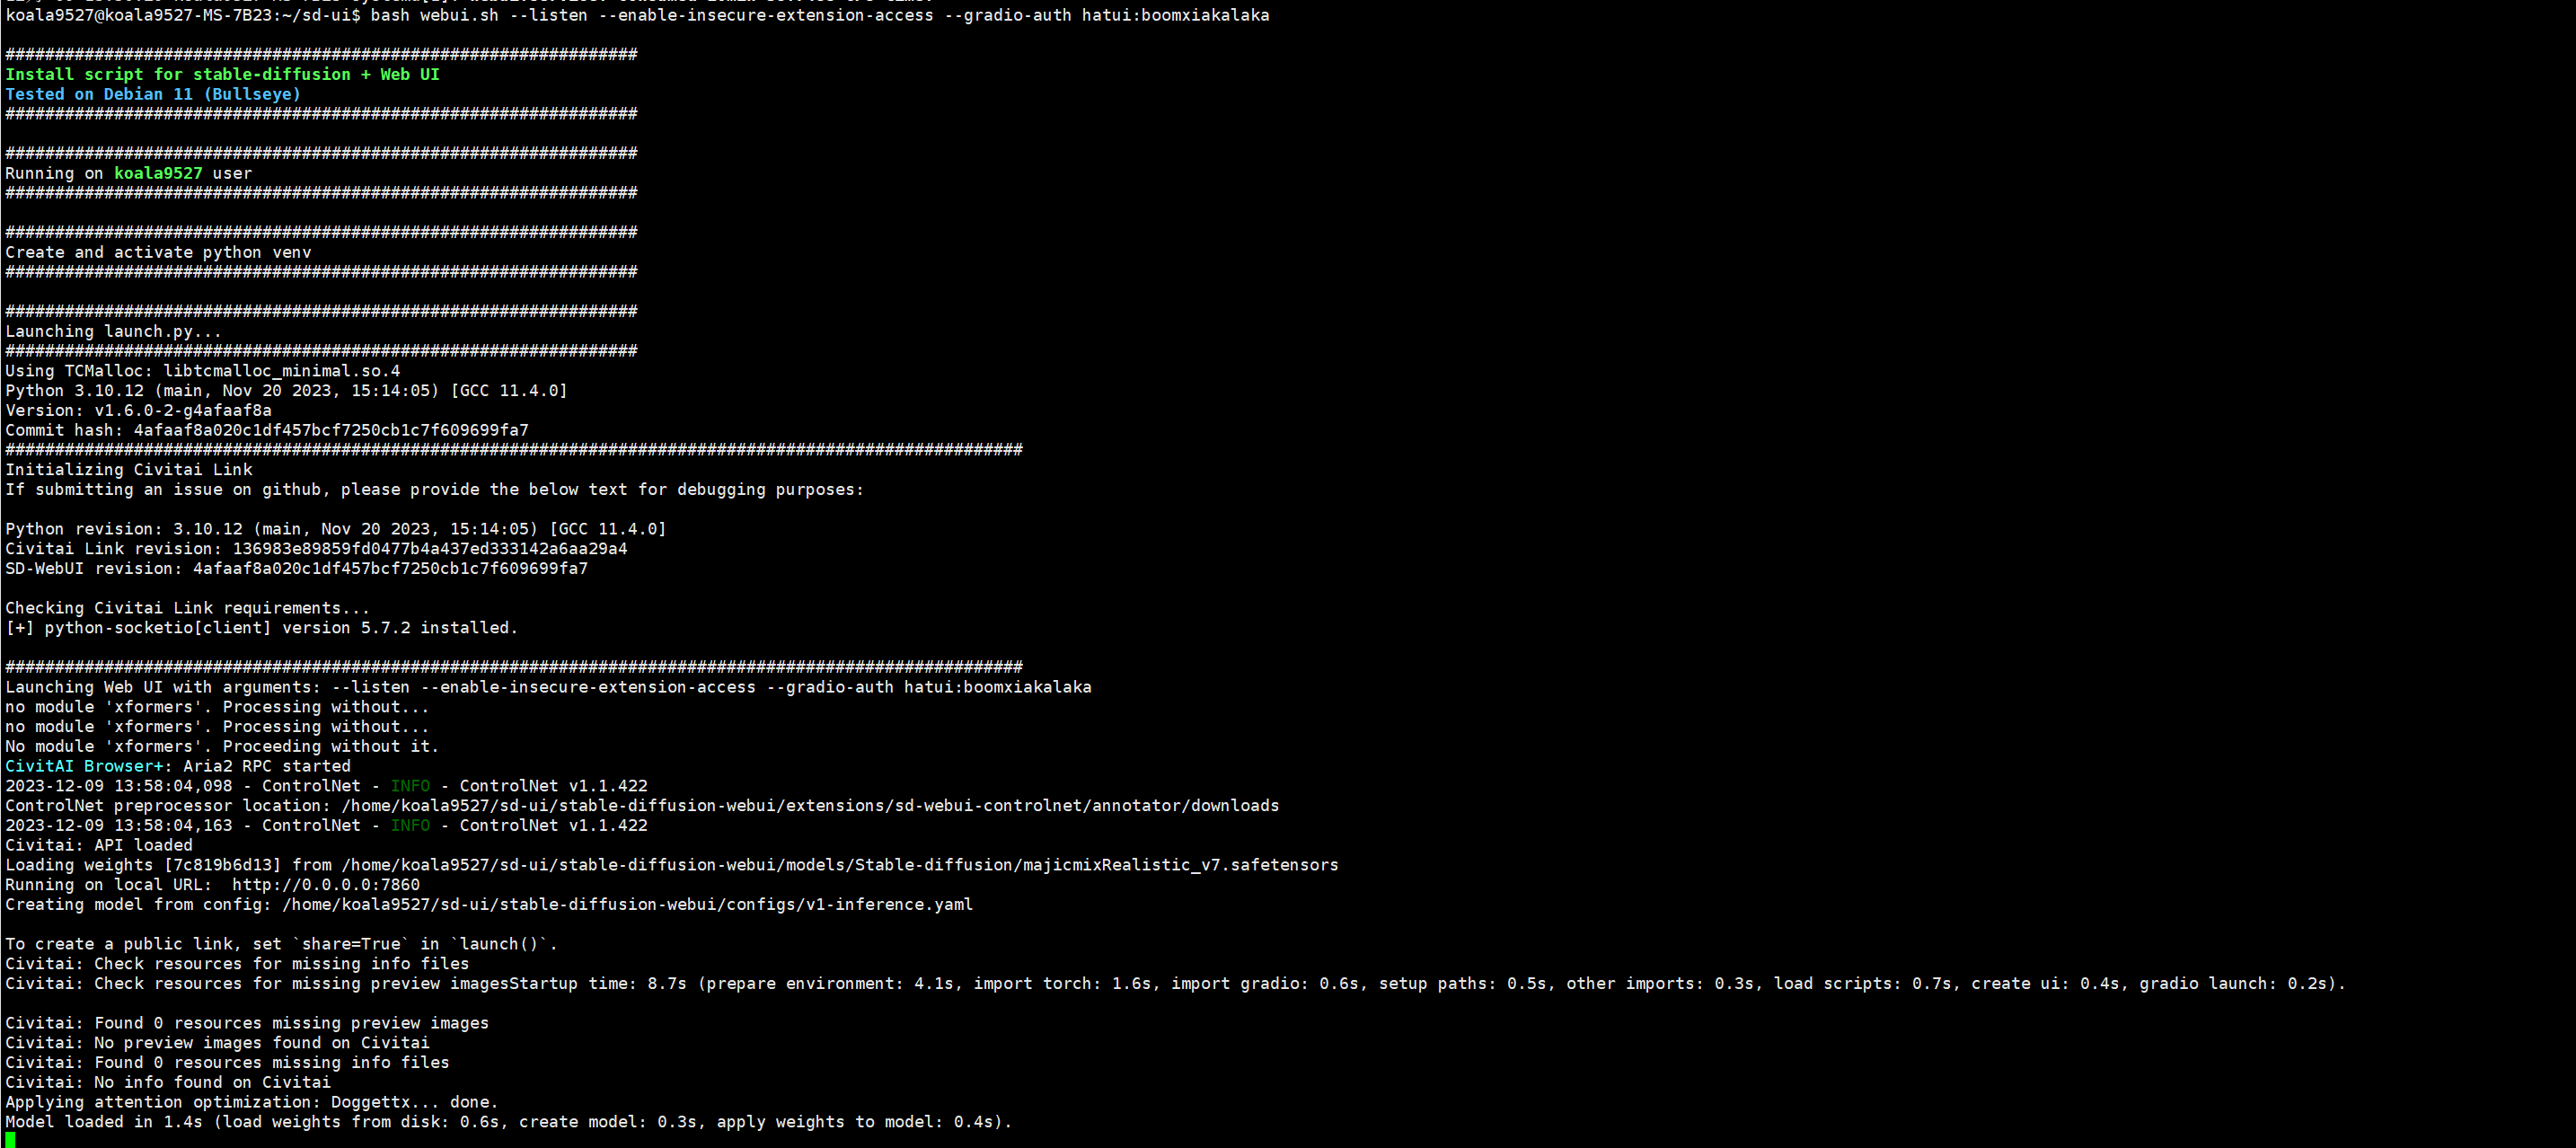 koala9527@koala9527-MS-7B23:~/sd-ui$ bash webui.sh --listen --enable-insecure-extension-access --gradio-auth hatui:boomxiakalaka
################################################################
Install script for stable-diffusion + Web UI
Tested on Debian 11 (Bullseye)
################################################################
################################################################
Running on koala9527 user
################################################################
################################################################
Create and activate python venv
################################################################
################################################################
Launching launch.py...
################################################################
Using TCMalloc: libtcmalloc_minimal.so.4
Python 3.10.12 (main, Nov 20 2023, 15:14:05) [GCC 11.4.0]
Version: v1.6.0-2-g4afaaf8a
Commit hash: 4afaaf8a020c1df457bcf7250cb1c7f609699fa7
#######################################################################################################
Initializing Civitai Link
If submitting an issue on github, please provide the below text for debugging purposes:
Python revision: 3.10.12 (main, Nov 20 2023, 15:14:05) [GCC 11.4.0]
Civitai Link revision: 136983e89859fd0477b4a437ed333142a6aa29a4
SD-WebUI revision: 4afaaf8a020c1df457bcf7250cb1c7f609699fa7
Checking Civitai Link requirements...
[+] python-socketio[client] version 5.7.2 installed.
#######################################################################################################
Launching Web UI with arguments: --listen --enable-insecure-extension-access --gradio-auth hatui:boomxiakalaka
no module 'xformers'. Processing without...
no module 'xformers'. Processing without...
No module 'xformers'. Proceeding without it.
CivitAI Browser+: Aria2 RPC started
2023-12-09 13:58:04,098 - ControlNet - INFO - ControlNet v1.1.422
ControlNet preprocessor location: /home/koala9527/sd-ui/stable-diffusion-webui/extensions/sd-webui-controlnet/annotator/downloads
2023-12-09 13:58:04,163 - ControlNet - INFO - ControlNet v1.1.422
Civitai: API loaded
Loading weights [7c819b6d13] from /home/koala9527/sd-ui/stable-diffusion-webui/models/Stable-diffusion/majicmixRealistic_v7.safetensors
Running on local URL:  http://0.0.0.0:7860
Creating model from config: /home/koala9527/sd-ui/stable-diffusion-webui/configs/v1-inference.yaml
To create a public link, set `share=True` in `launch()`.
Civitai: Check resources for missing info files
Civitai: Check resources for missing preview imagesStartup time: 8.7s (prepare environment: 4.1s, import torch: 1.6s, import gradio: 0.6s, setup paths: 0.5s, other imports: 0.3s, load scripts: 0.7s, create ui: 0.4s, gradio launch: 0.2s).
Civitai: Found 0 resources missing preview images
Civitai: No preview images found on Civitai
Civitai: Found 0 resources missing info files
Civitai: No info found on Civitai
Applying attention optimization: Doggettx... done.
Model loaded in 1.4s (load weights from disk: 0.6s, create model: 0.3s, apply weights to model: 0.4s).